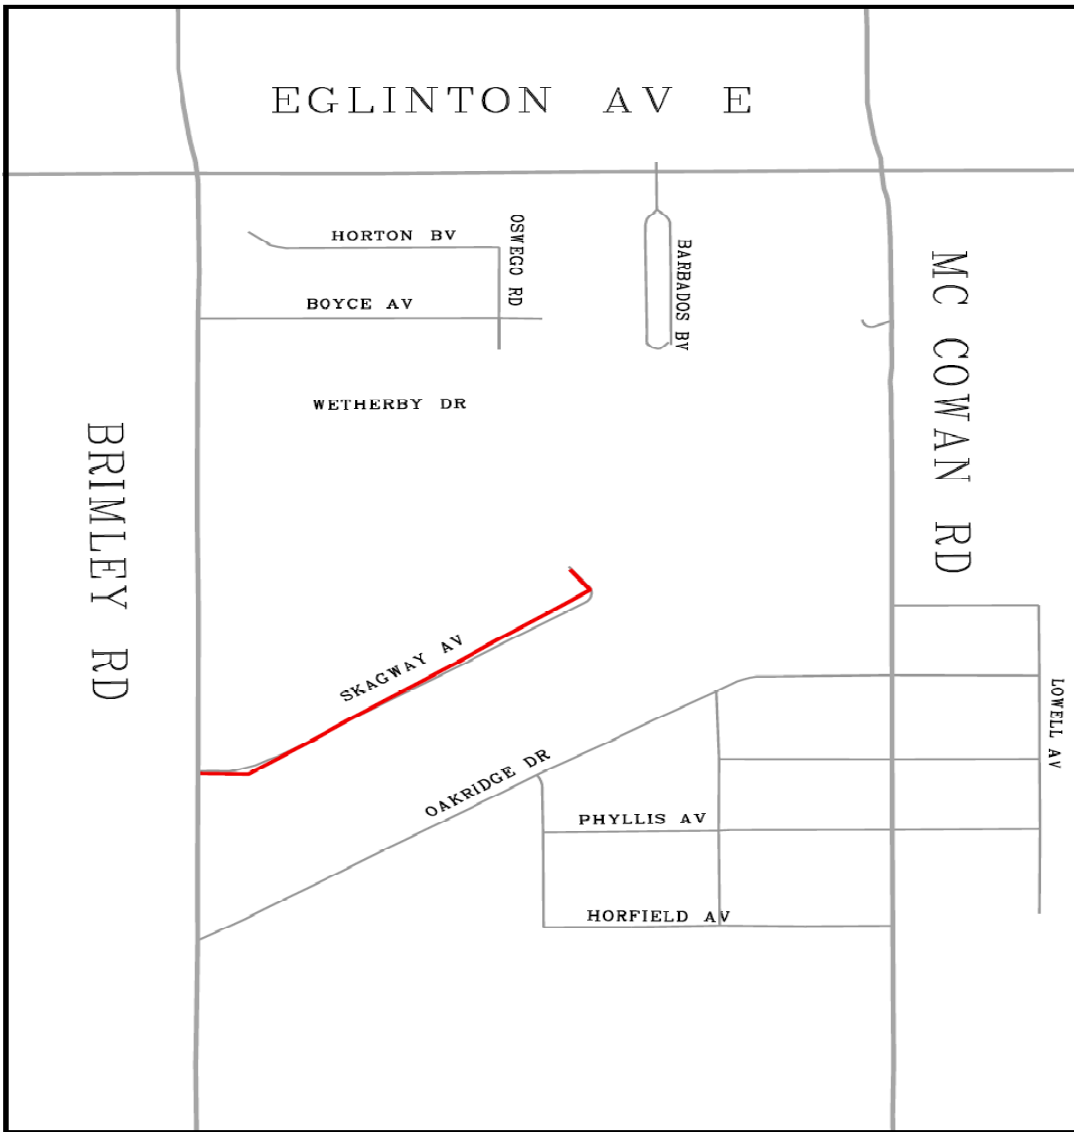 EGLINTON AV E
HORTON BV
OSWEGO RD
BARBADOS BV
BOYCE AV
MC COWAN RD
WETHERBY DR
BRIMLEY RD
SKAGWAY AV
LOWELL AV
OAKRIDGE DR
PHYLLIS AV
HORFIELD AV